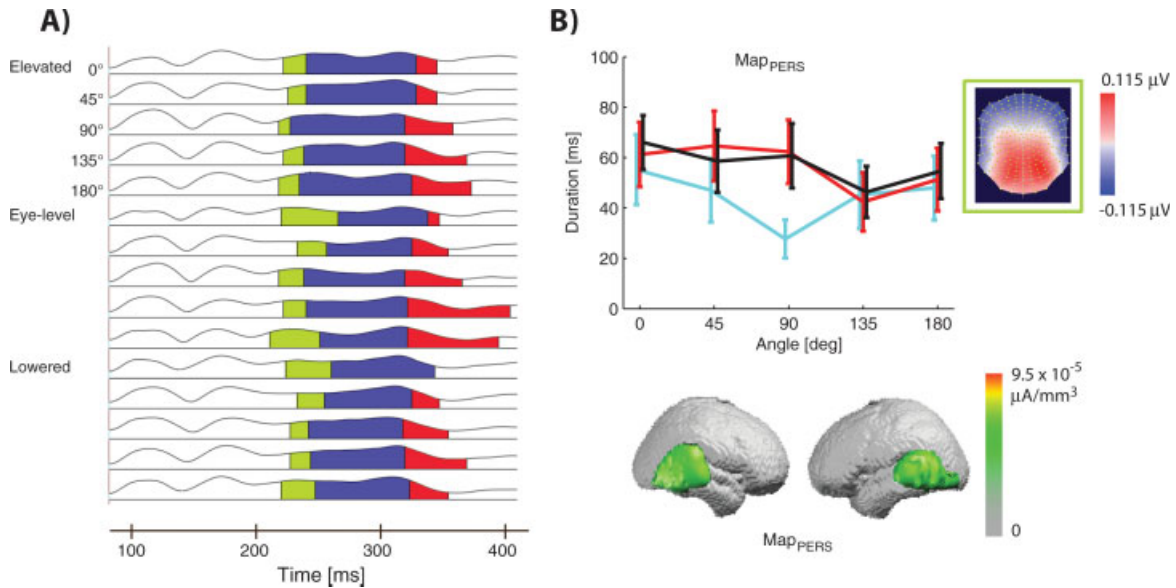 A)
Elevated
0°
45°
90°
135°
180°
Eye-level
Lowered
100 200 300 400
Time [ms]
B)
Map_PERS
100
80
60
40
20
0
Duration [ms]
0 45 90 135 180
Angle [deg]
0.115 µV
-0.115 µV
9.5 x 10⁻⁵
µA/mm³
0
Map_PERS